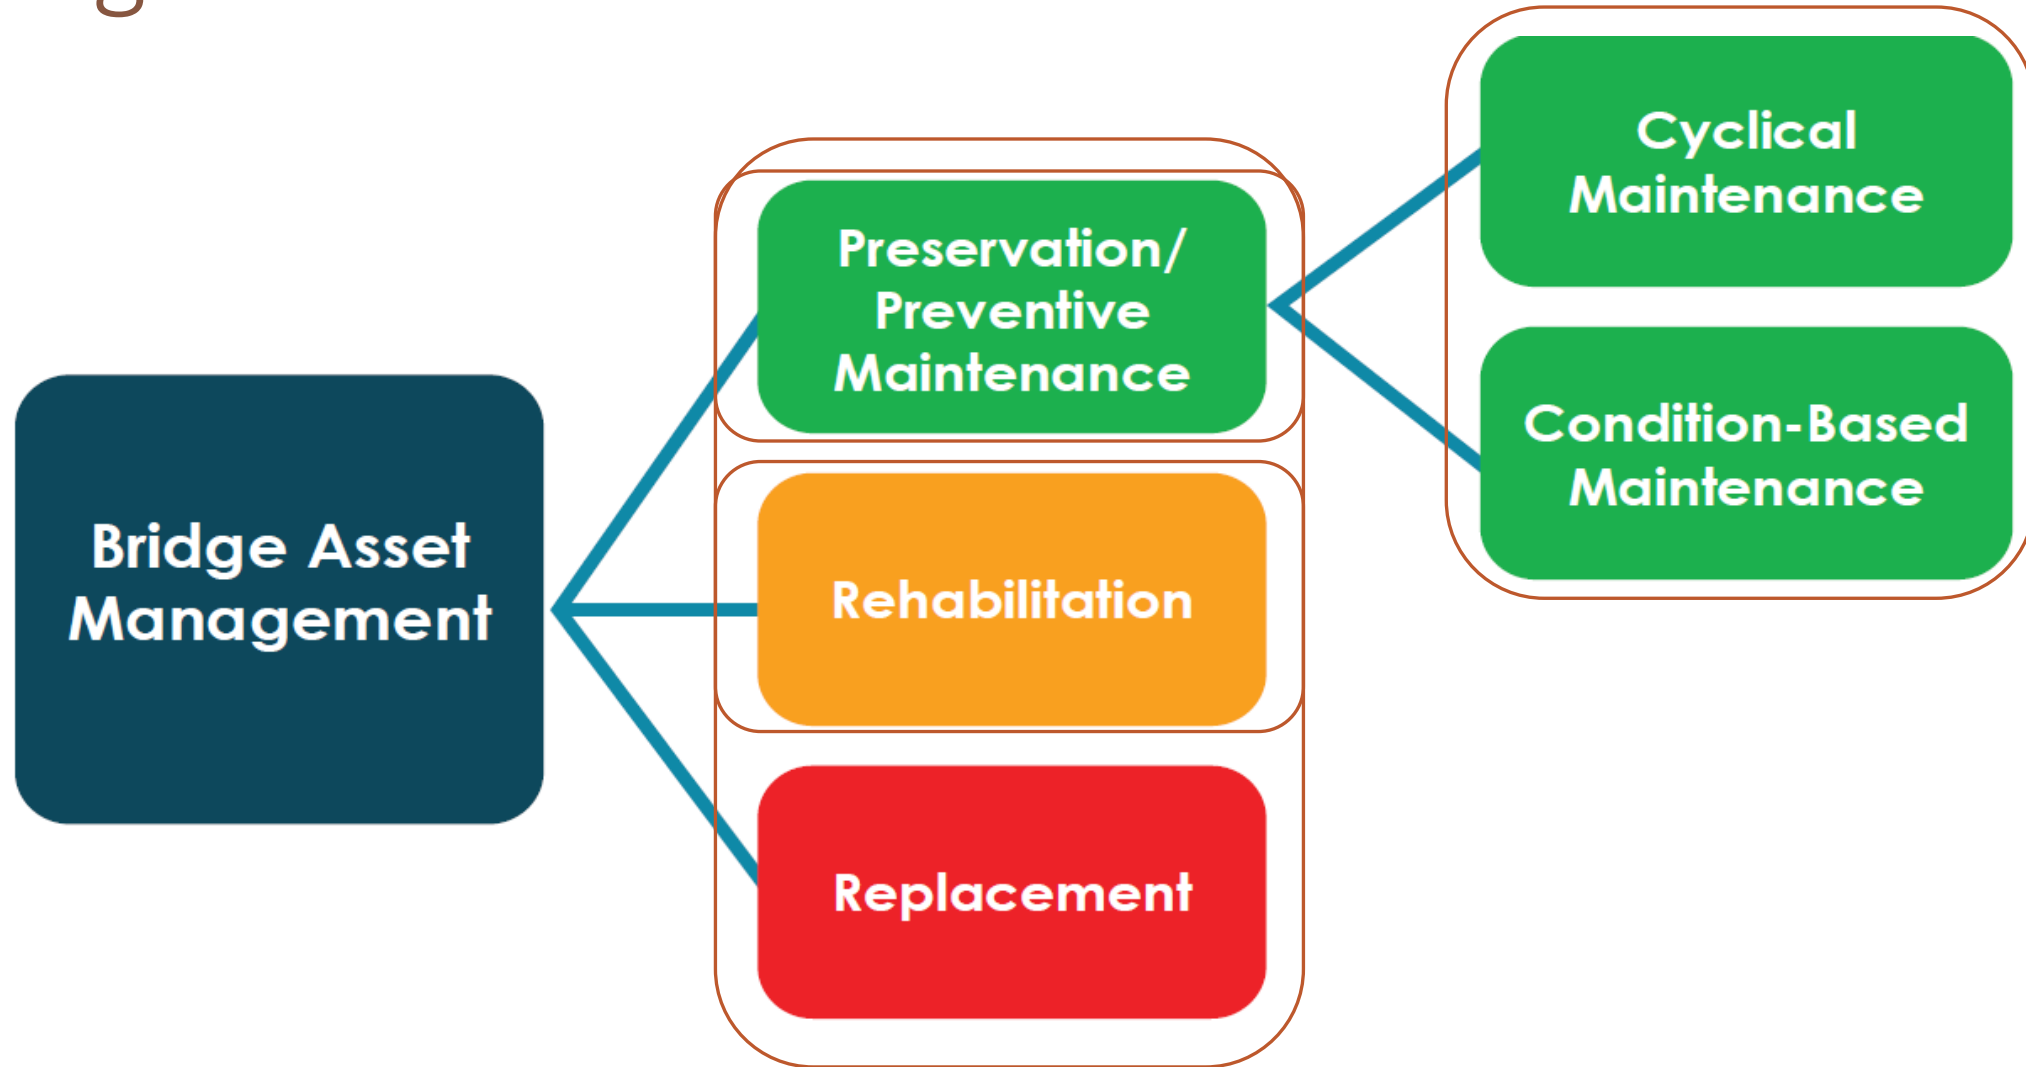 Bridge Asset
Management
Preservation/
Preventive
Maintenance
Rehabilitation
Replacement
Cyclical
Maintenance
Condition-Based
Maintenance